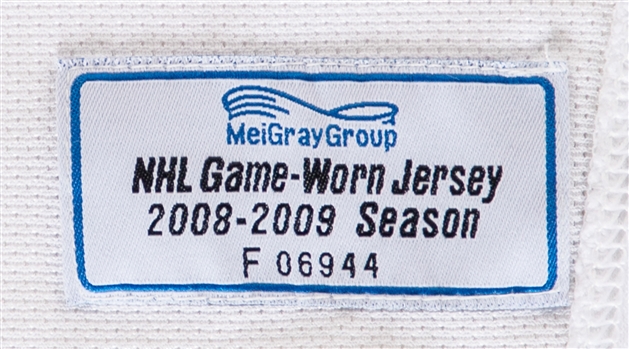 MeiGrayGroup
NHL Game-Worn Jersey
2008-2009 Season
F 06944